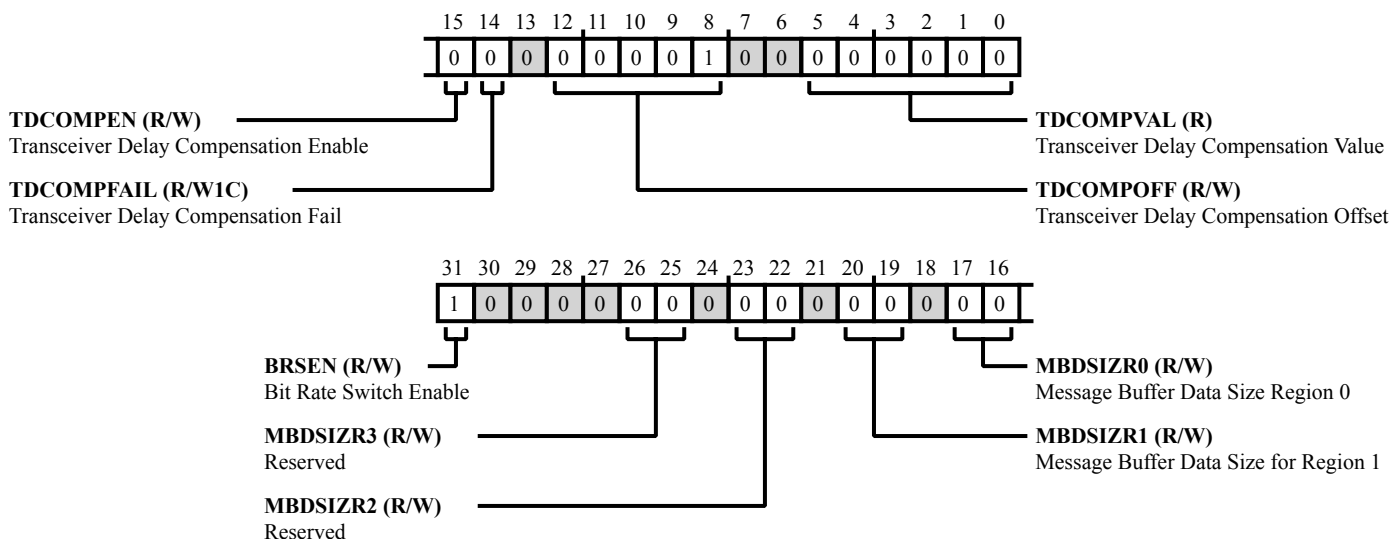 15 14 13 12 11 10 9 8 7 6 5 4 3 2 1 0
0 0 0 0 0 0 0 1 0 0 0 0 0 0 0 0
TDCOMPEN (R/W)
Transceiver Delay Compensation Enable
TDCOMPVAL (R)
Transceiver Delay Compensation Value
TDCOMPFAIL (R/W1C)
Transceiver Delay Compensation Fail
TDCOMPOFF (R/W)
Transceiver Delay Compensation Offset
31 30 29 28 27 26 25 24 23 22 21 20 19 18 17 16
1 0 0 0 0 0 0 0 0 0 0 0 0 0 0 0
BRSEN (R/W)
Bit Rate Switch Enable
MBDSIZR0 (R/W)
Message Buffer Data Size Region 0
MBDSIZR3 (R/W)
Reserved
MBDSIZR1 (R/W)
Message Buffer Data Size for Region 1
MBDSIZR2 (R/W)
Reserved